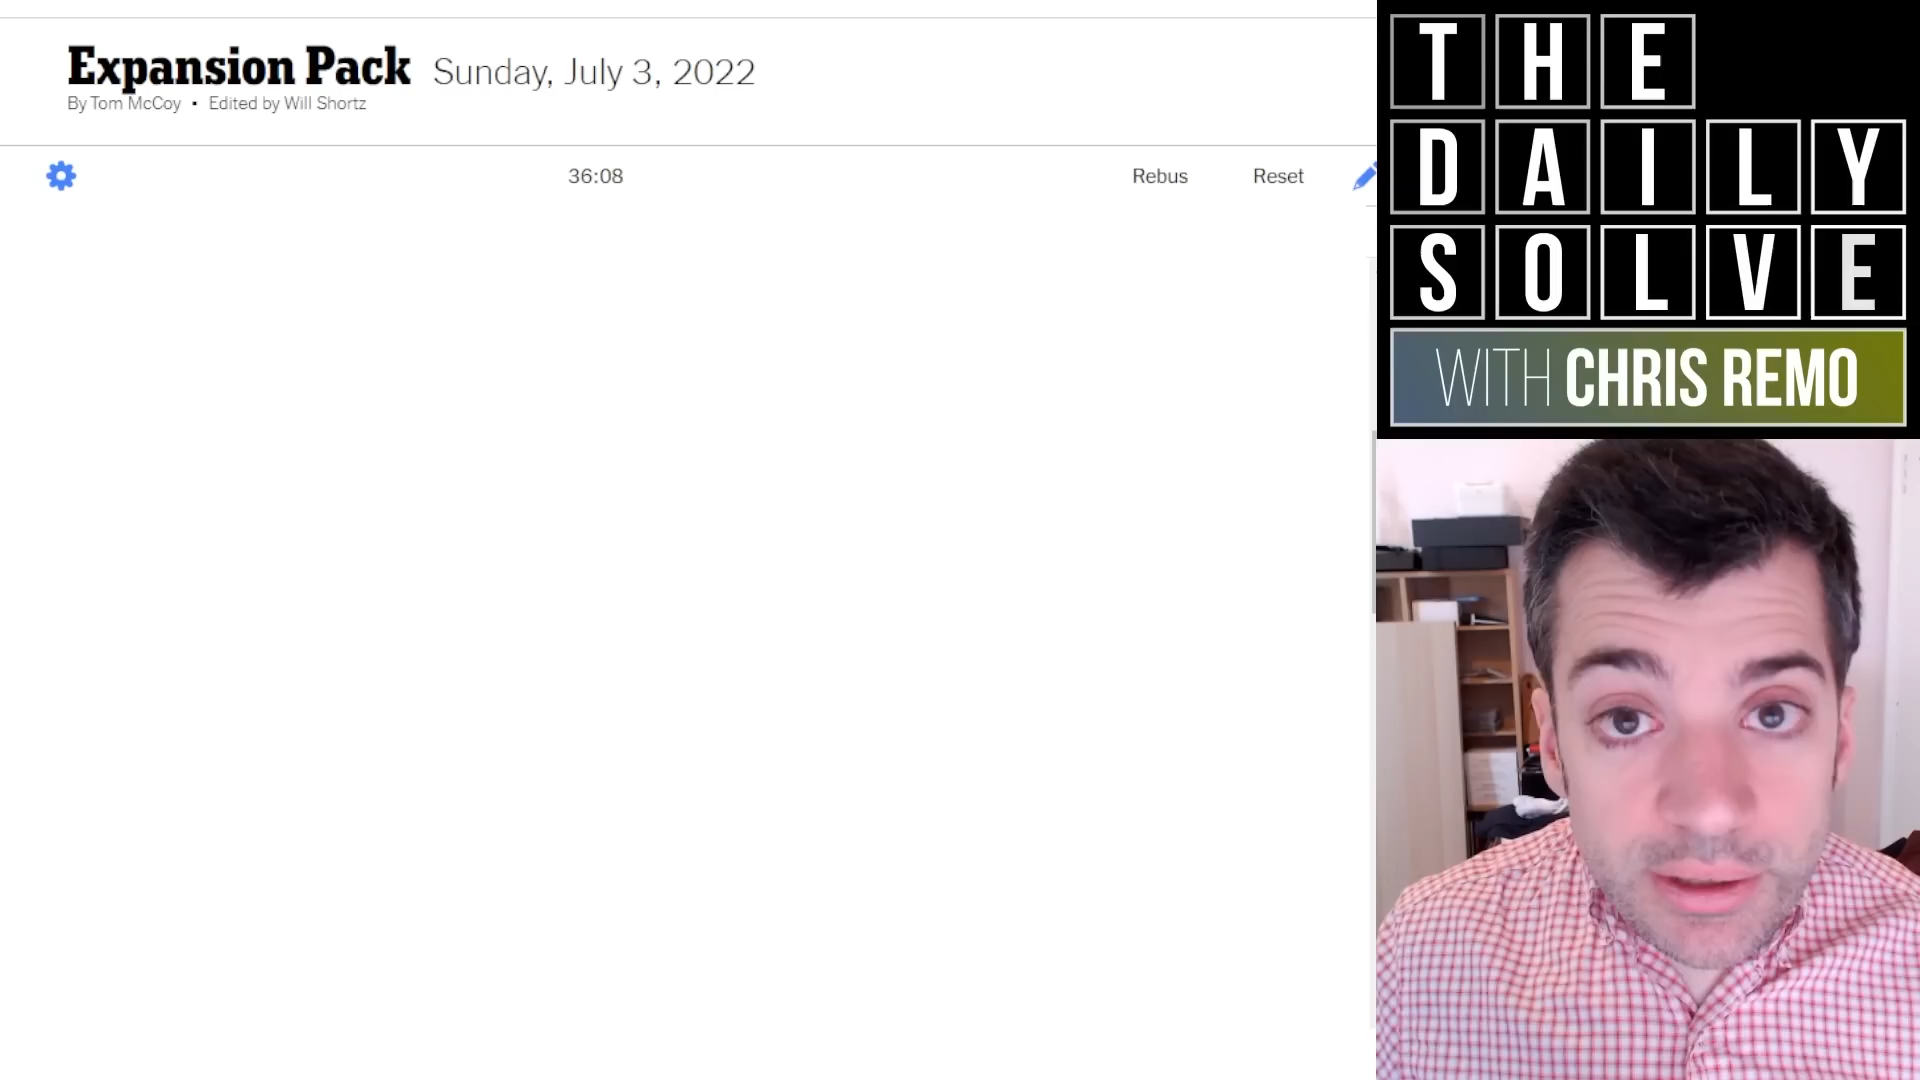 Expansion Pack Sunday, July 3, 2022
By Tom McCoy • Edited by Will Shortz
36:08 Rebus Reset
THE
DAILY
SOLVE
WITH CHRIS REMO